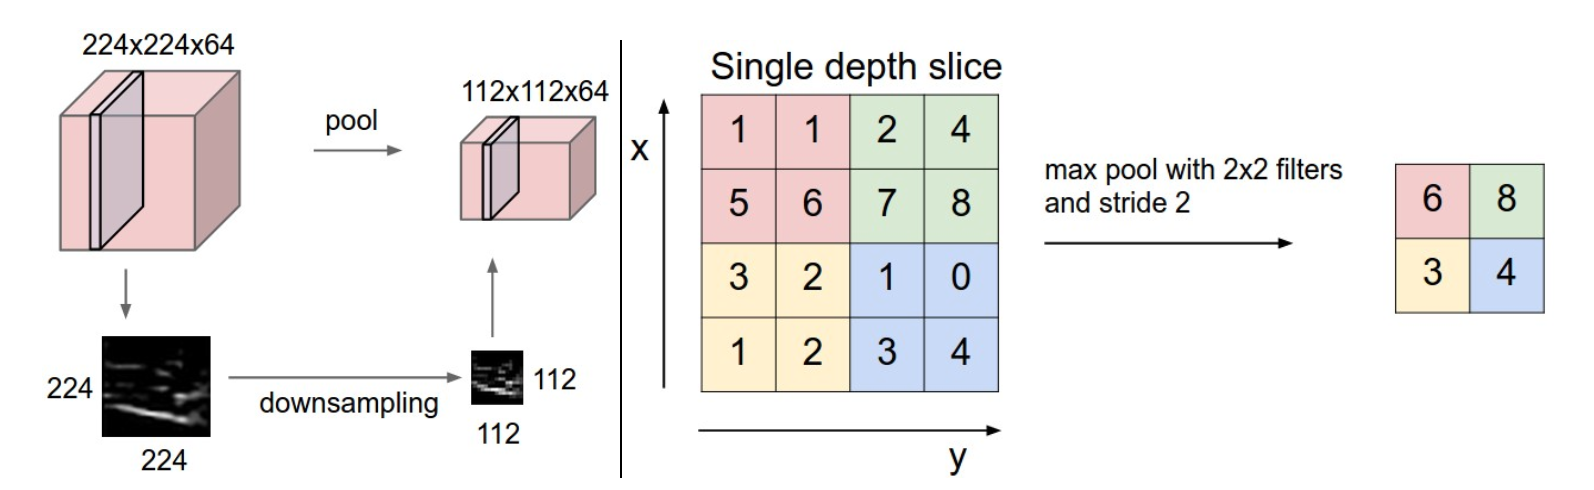 224x224x64
pool
112x112x64
224
224
downsampling
112
112
Single depth slice
x
1 1 2 4
5 6 7 8
3 2 1 0
1 2 3 4
y
max pool with 2x2 filters
and stride 2
6 8
3 4